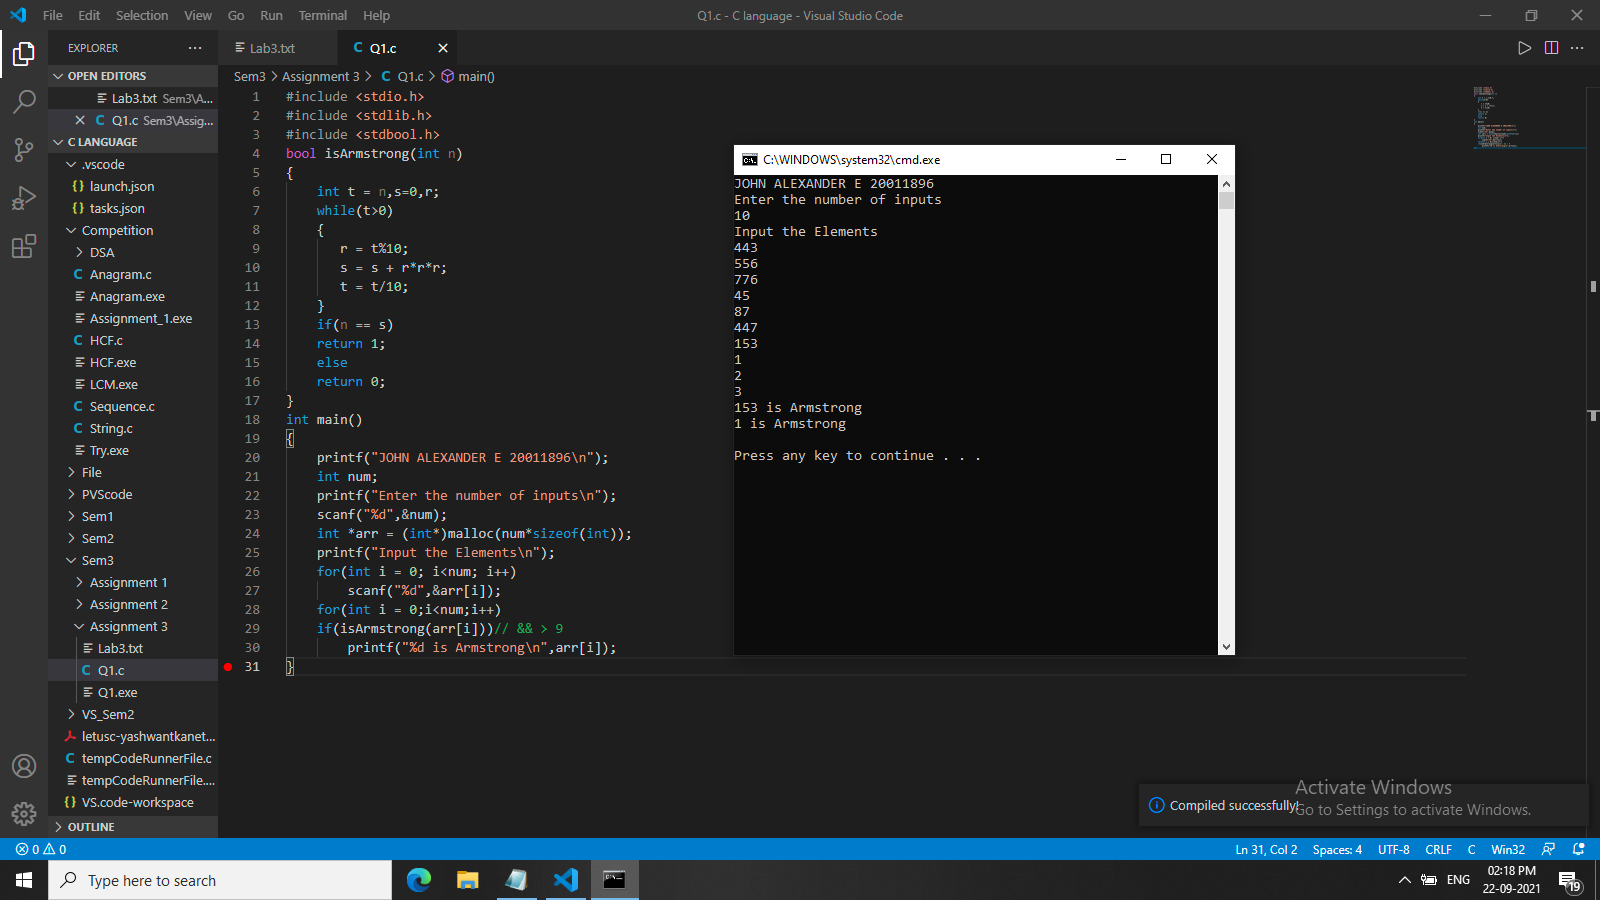 File Edit Selection View Go Run Terminal Help
Q1.c - C language - Visual Studio Code
EXPLORER
OPEN EDITORS
Lab3.txt Sem3\A...
Q1.c Sem3\Assig...
C LANGUAGE
.vscode
{} launch.json
{} tasks.json
Competition
DSA
C Anagram.c
Anagram.exe
Assignment_1.exe
C HCF.c
HCF.exe
LCM.exe
C Sequence.c
C String.c
Try.exe
File
PVScode
Sem1
Sem2
Sem3
Assignment 1
Assignment 2
Assignment 3
Lab3.txt
C Q1.c
Q1.exe
VS_Sem2
letusc-yashwantkanet...
C tempCodeRunnerFile.c
tempCodeRunnerFile....
{} VS.code-workspace
OUTLINE
Lab3.txt
C Q1.c
Sem3 > Assignment 3 > C Q1.c > main()
1 #include <stdio.h>
2 #include <stdlib.h>
3 #include <stdbool.h>
4 bool isArmstrong(int n)
5 {
6 int t = n,s=0,r;
7 while(t>0)
8 {
9 r = t%10;
10 s = s + r*r*r;
11 t = t/10;
12 }
13 if(n == s)
14 return 1;
15 else
16 return 0;
17 }
18 int main()
19 {
20 printf("JOHN ALEXANDER E 20011896\n");
21 int num;
22 printf("Enter the number of inputs\n");
23 scanf("%d",&num);
24 int *arr = (int*)malloc(num*sizeof(int));
25 printf("Input the Elements\n");
26 for(int i = 0; i<num; i++)
27 scanf("%d",&arr[i]);
28 for(int i = 0;i<num;i++)
29 if(isArmstrong(arr[i]))// && > 9
30 printf("%d is Armstrong\n",arr[i]);
31 }
C:\WINDOWS\system32\cmd.exe
JOHN ALEXANDER E 20011896
Enter the number of inputs
10
Input the Elements
443
556
776
45
87
447
153
1
2
3
153 is Armstrong
1 is Armstrong
Press any key to continue . . .
Activate Windows
Go to Settings to activate Windows.
Compiled successfully!
0 0
Ln 31, Col 2 Spaces: 4 UTF-8 CRLF C Win32
Type here to search
ENG
02:18 PM
22-09-2021
19